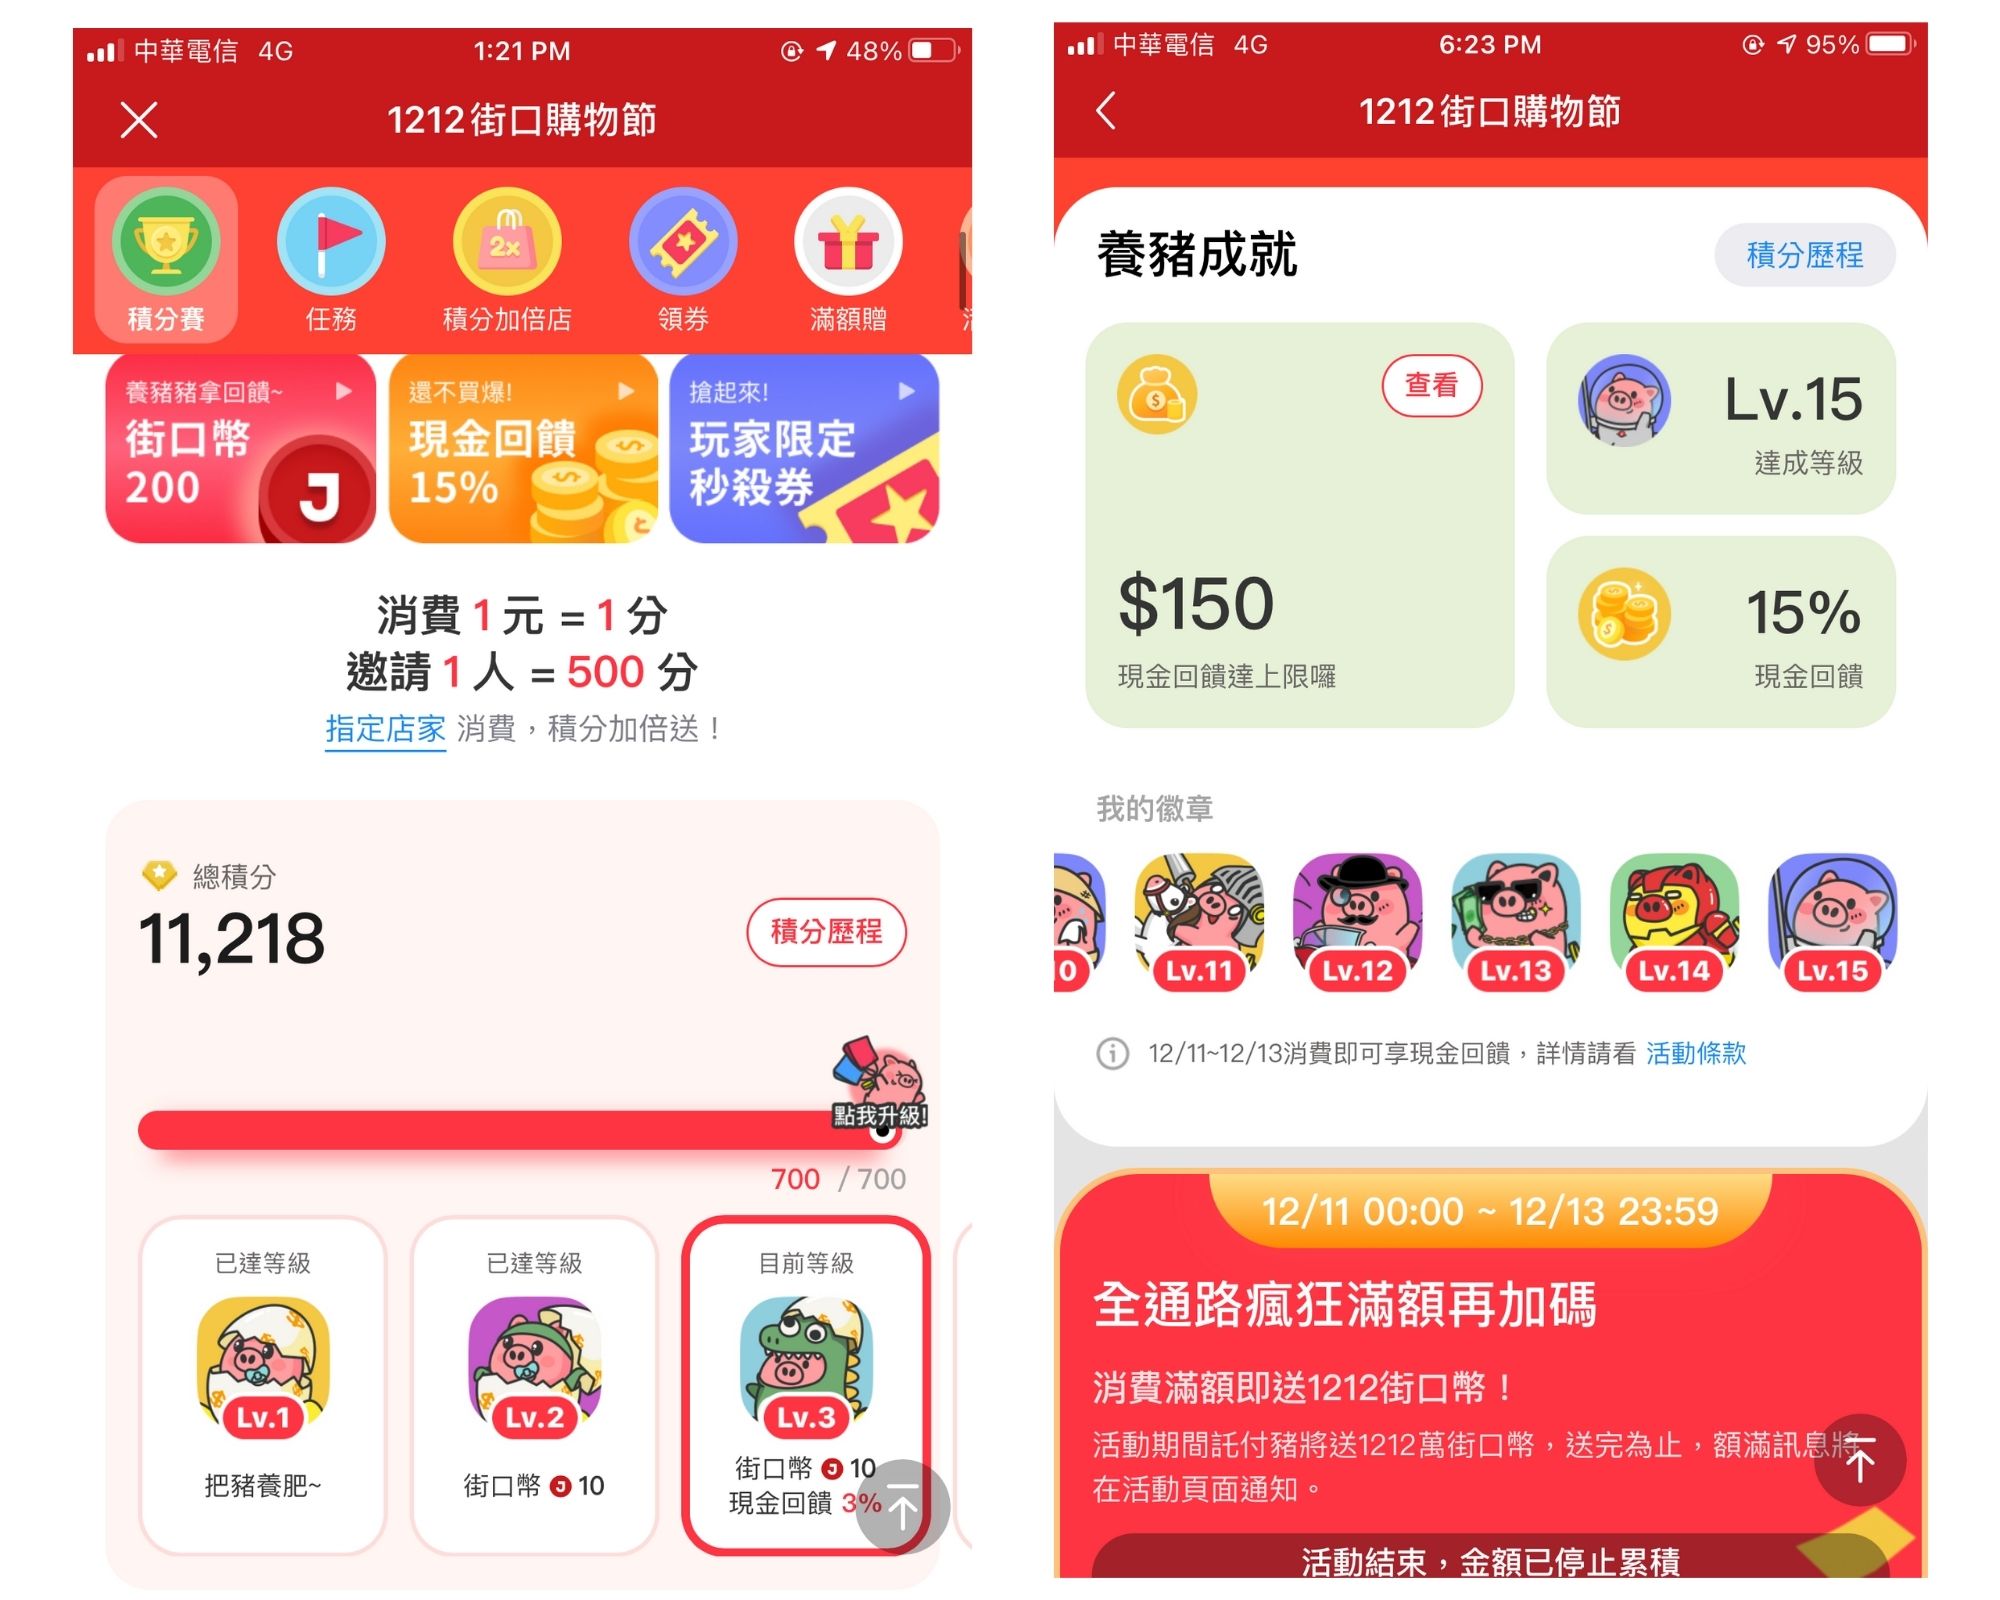 中華電信 4G 1:21 PM 48%
1212街口購物節
積分賽 任務 積分加倍店 領券 滿額贈
養豬豬拿回饋~
街口幣
200
還不買爆!
現金回饋
15%
搶起來!
玩家限定
秒殺券
消費 1 元 = 1 分
邀請 1 人 = 500 分
指定店家 消費，積分加倍送！
總積分
11,218
積分歷程
點我升級!
700 / 700
已達等級
Lv.1
把豬養肥~
已達等級
Lv.2
街口幣 J 10
目前等級
Lv.3
街口幣 J 10
現金回饋 3%
中華電信 4G 6:23 PM 95%
1212街口購物節
養豬成就
積分歷程
查看
$150
現金回饋達上限囉
Lv.15
達成等級
15%
現金回饋
我的徽章
Lv.11 Lv.12 Lv.13 Lv.14 Lv.15
12/11~12/13消費即可享現金回饋，詳情請看 活動條款
12/11 00:00 ~ 12/13 23:59
全通路瘋狂滿額再加碼
消費滿額即送1212街口幣！
活動期間託付豬將送1212萬街口幣，送完為止，額滿訊息將
在活動頁面通知。
活動結束，金額已停止累積